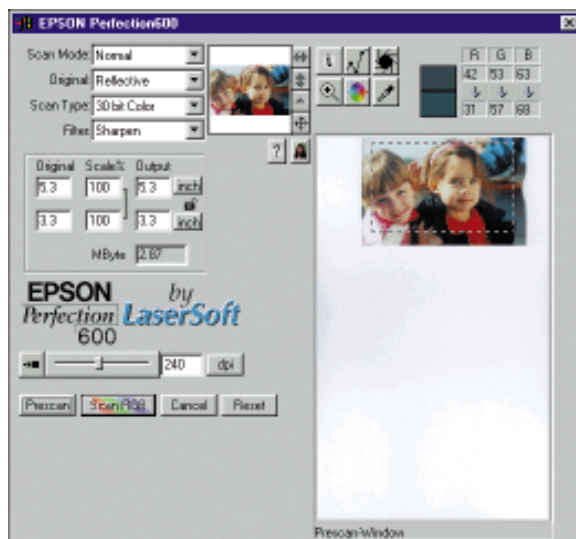 EPSON Perfection600
Scan Mode: Normal
Original: Reflective
Scan Type: 30 bit Color
Filter: Sharpen
i
R G B
42 53 63
31 57 68
?
Original Scale% Output
5.3 100 5.3 inch
3.3 100 3.3 inch
MByte 2.87
EPSON by
Perfection LaserSoft
600
240 dpi
Prescan Scan RGB Cancel Reset
Prescan-Window